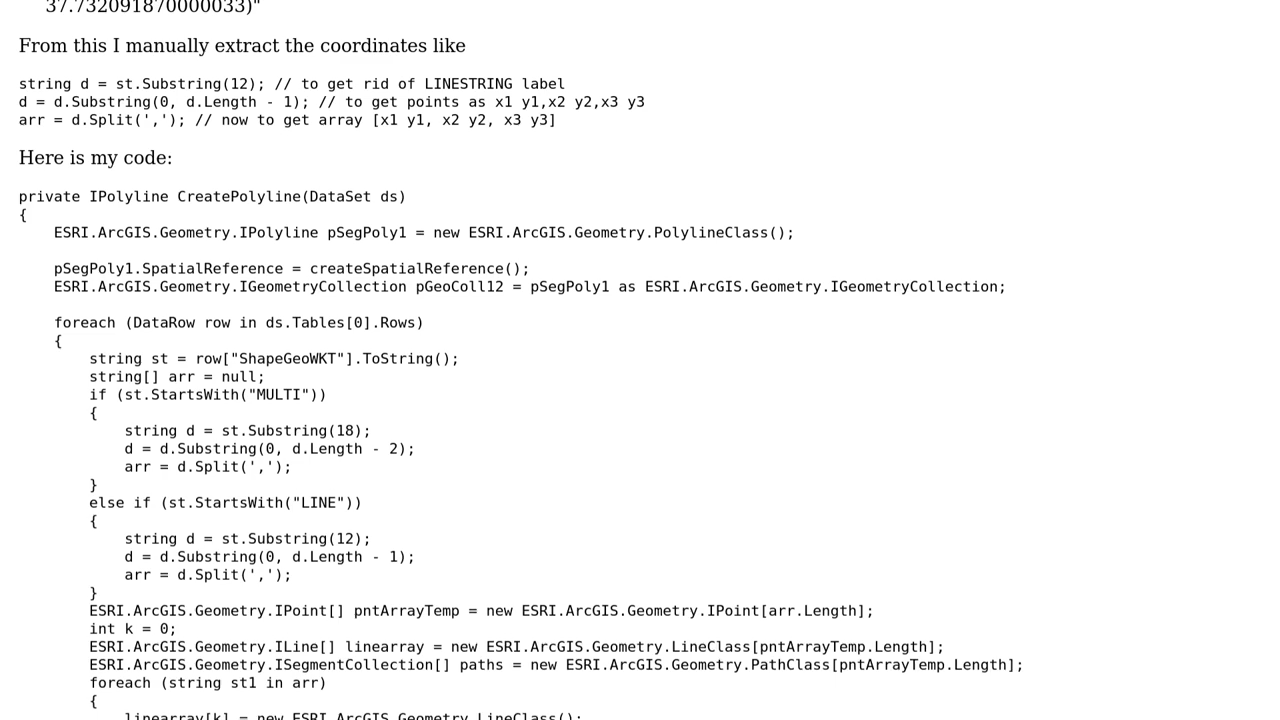 37.732091870000033)"
From this I manually extract the coordinates like
string d = st.Substring(12); // to get rid of LINESTRING label
d = d.Substring(0, d.Length - 1); // to get points as x1 y1,x2 y2,x3 y3
arr = d.Split(','); // now to get array [x1 y1, x2 y2, x3 y3]
Here is my code:
private IPolyline CreatePolyline(DataSet ds)
{
    ESRI.ArcGIS.Geometry.IPolyline pSegPoly1 = new ESRI.ArcGIS.Geometry.PolylineClass();
    pSegPoly1.SpatialReference = createSpatialReference();
    ESRI.ArcGIS.Geometry.IGeometryCollection pGeoColl12 = pSegPoly1 as ESRI.ArcGIS.Geometry.IGeometryCollection;
    foreach (DataRow row in ds.Tables[0].Rows)
    {
        string st = row["ShapeGeoWKT"].ToString();
        string[] arr = null;
        if (st.StartsWith("MULTI"))
        {
            string d = st.Substring(18);
            d = d.Substring(0, d.Length - 2);
            arr = d.Split(',');
        }
        else if (st.StartsWith("LINE"))
        {
            string d = st.Substring(12);
            d = d.Substring(0, d.Length - 1);
            arr = d.Split(',');
        }
        ESRI.ArcGIS.Geometry.IPoint[] pntArrayTemp = new ESRI.ArcGIS.Geometry.IPoint[arr.Length];
        int k = 0;
        ESRI.ArcGIS.Geometry.ILine[] linearray = new ESRI.ArcGIS.Geometry.LineClass[pntArrayTemp.Length];
        ESRI.ArcGIS.Geometry.ISegmentCollection[] paths = new ESRI.ArcGIS.Geometry.PathClass[pntArrayTemp.Length];
        foreach (string st1 in arr)
        {
            linearray[k] = new ESRI.ArcGIS.Geometry.LineClass();